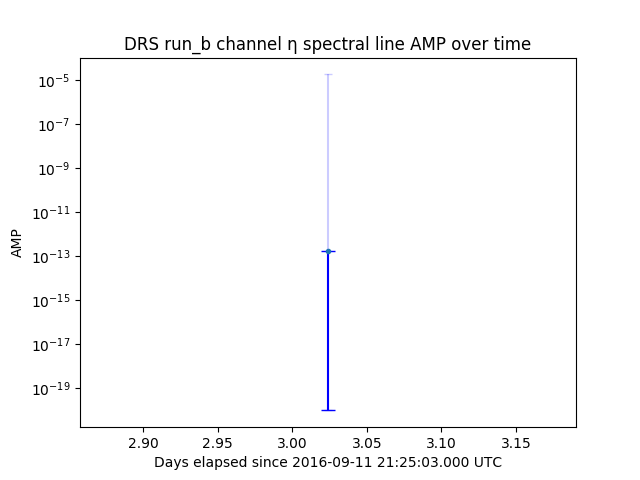 DRS run_b channel η spectral line AMP over time
AMP
10⁻⁵
10⁻⁷
10⁻⁹
10⁻¹¹
10⁻¹³
10⁻¹⁵
10⁻¹⁷
10⁻¹⁹
2.90 2.95 3.00 3.05 3.10 3.15
Days elapsed since 2016-09-11 21:25:03.000 UTC